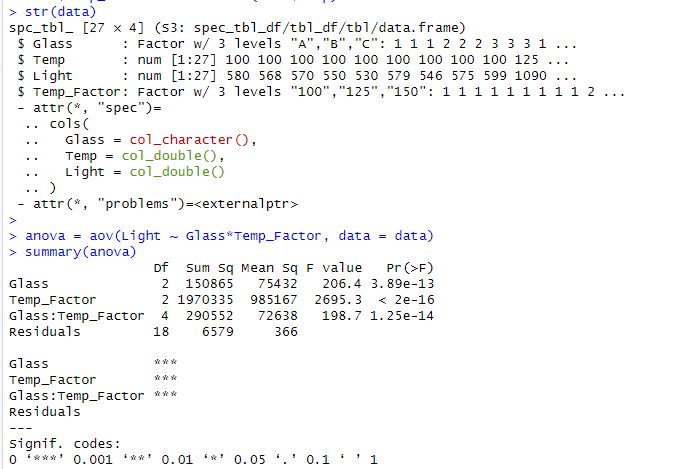 > str(data)
spc_tbl_ [27 × 4] (S3: spec_tbl_df/tbl_df/tbl/data.frame)
 $ Glass      : Factor w/ 3 levels "A","B","C": 1 1 1 2 2 2 3 3 3 1 ...
 $ Temp       : num [1:27] 100 100 100 100 100 100 100 100 100 125 ...
 $ Light      : num [1:27] 580 568 570 550 530 579 546 575 599 1090 ...
 $ Temp_Factor: Factor w/ 3 levels "100","125","150": 1 1 1 1 1 1 1 1 1 2 ...
 - attr(*, "spec")=
  .. cols(
  ..   Glass = col_character(),
  ..   Temp = col_double(),
  ..   Light = col_double()
  .. )
 - attr(*, "problems")=<externalptr>
>
> anova = aov(Light ~ Glass*Temp_Factor, data = data)
> summary(anova)
                  Df  Sum Sq Mean Sq F value   Pr(>F)
Glass              2  150865   75432   206.4 3.89e-13
Temp_Factor        2 1970335  985167  2695.3  < 2e-16
Glass:Temp_Factor  4  290552   72638   198.7 1.25e-14
Residuals         18    6579     366

Glass             ***
Temp_Factor       ***
Glass:Temp_Factor ***
Residuals
---
Signif. codes:
0 ‘***’ 0.001 ‘**’ 0.01 ‘*’ 0.05 ‘.’ 0.1 ‘ ’ 1